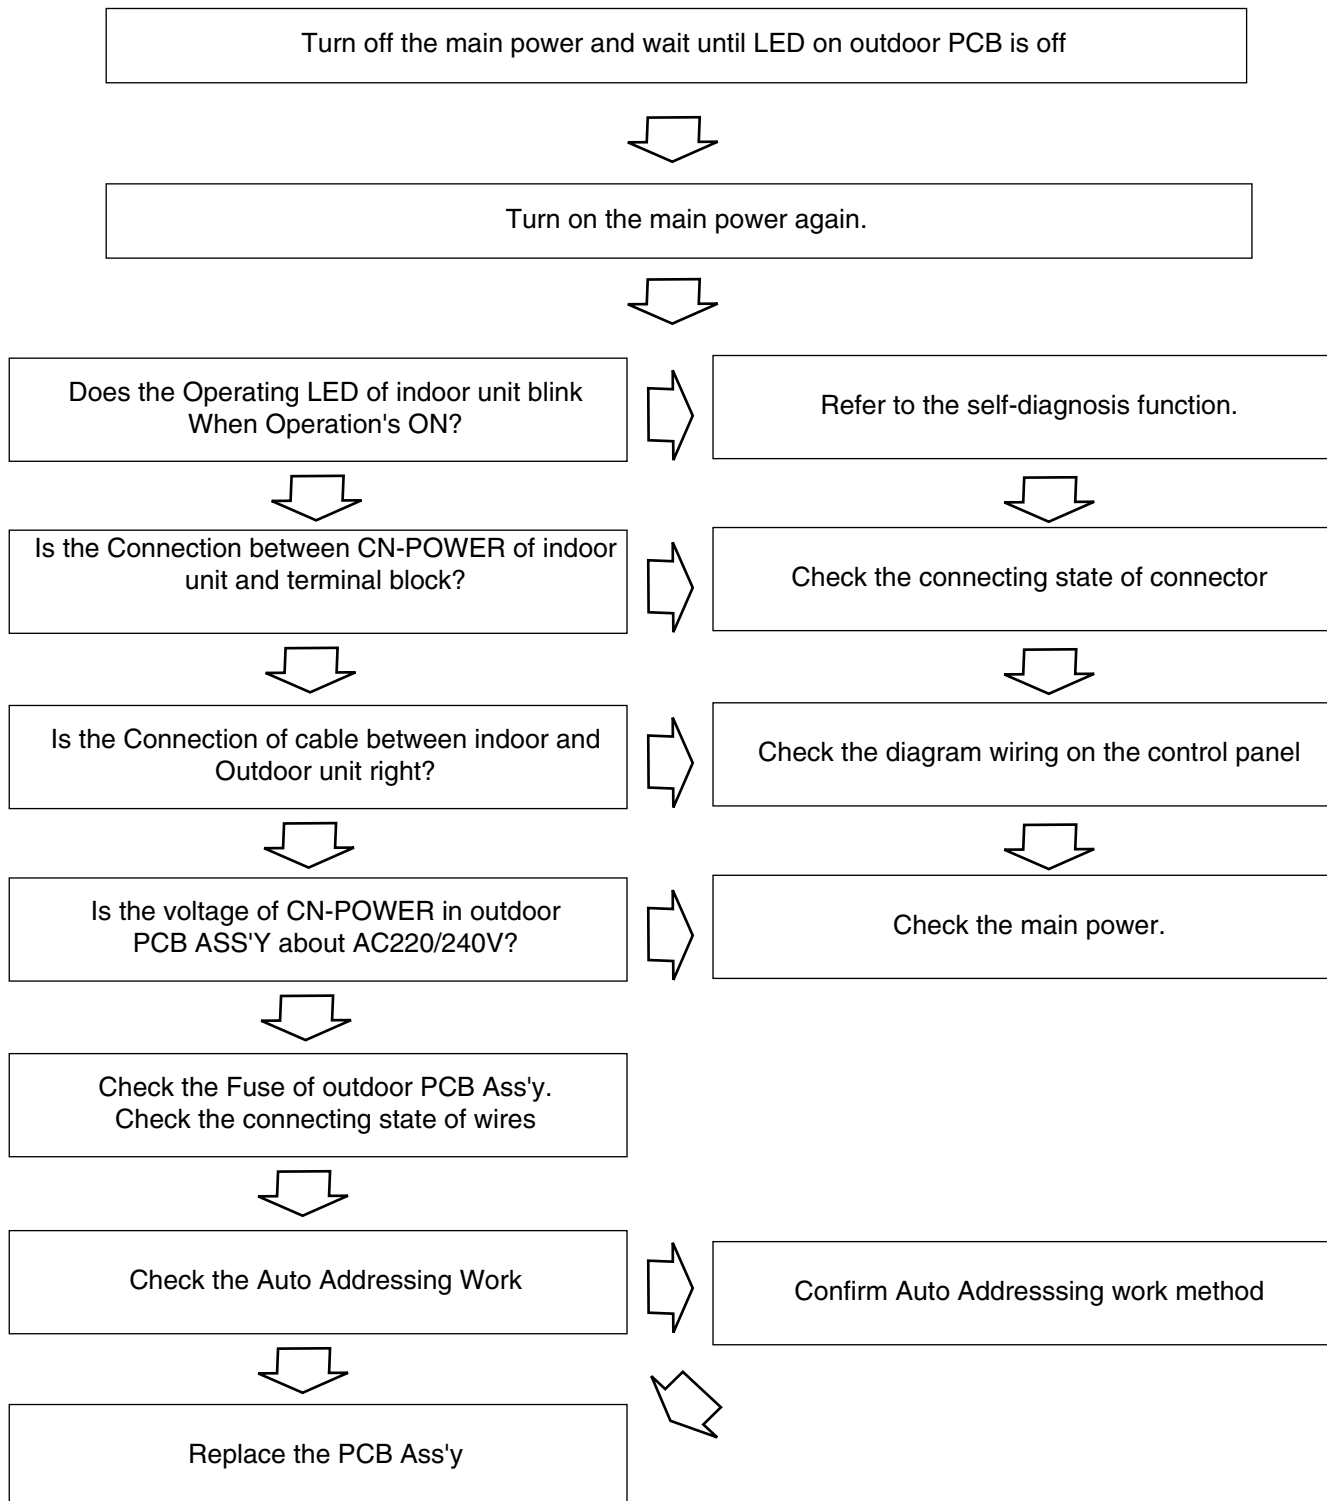 Turn off the main power and wait until LED on outdoor PCB is off
Turn on the main power again.
Does the Operating LED of indoor unit blink
When Operation's ON?
Refer to the self-diagnosis function.
Is the Connection between CN-POWER of indoor
unit and terminal block?
Check the connecting state of connector
Is the Connection of cable between indoor and
Outdoor unit right?
Check the diagram wiring on the control panel
Is the voltage of CN-POWER in outdoor
PCB ASS'Y about AC220/240V?
Check the main power.
Check the Fuse of outdoor PCB Ass'y.
Check the connecting state of wires
Check the Auto Addressing Work
Confirm Auto Addresssing work method
Replace the PCB Ass'y